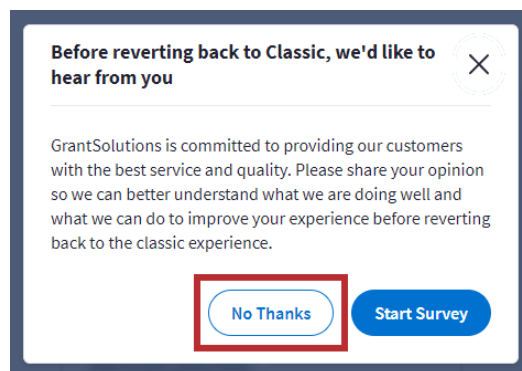 Before reverting back to Classic, we'd like to
hear from you
GrantSolutions is committed to providing our customers
with the best service and quality. Please share your opinion
so we can better understand what we are doing well and
what we can do to improve your experience before reverting
back to the classic experience.
No Thanks
Start Survey